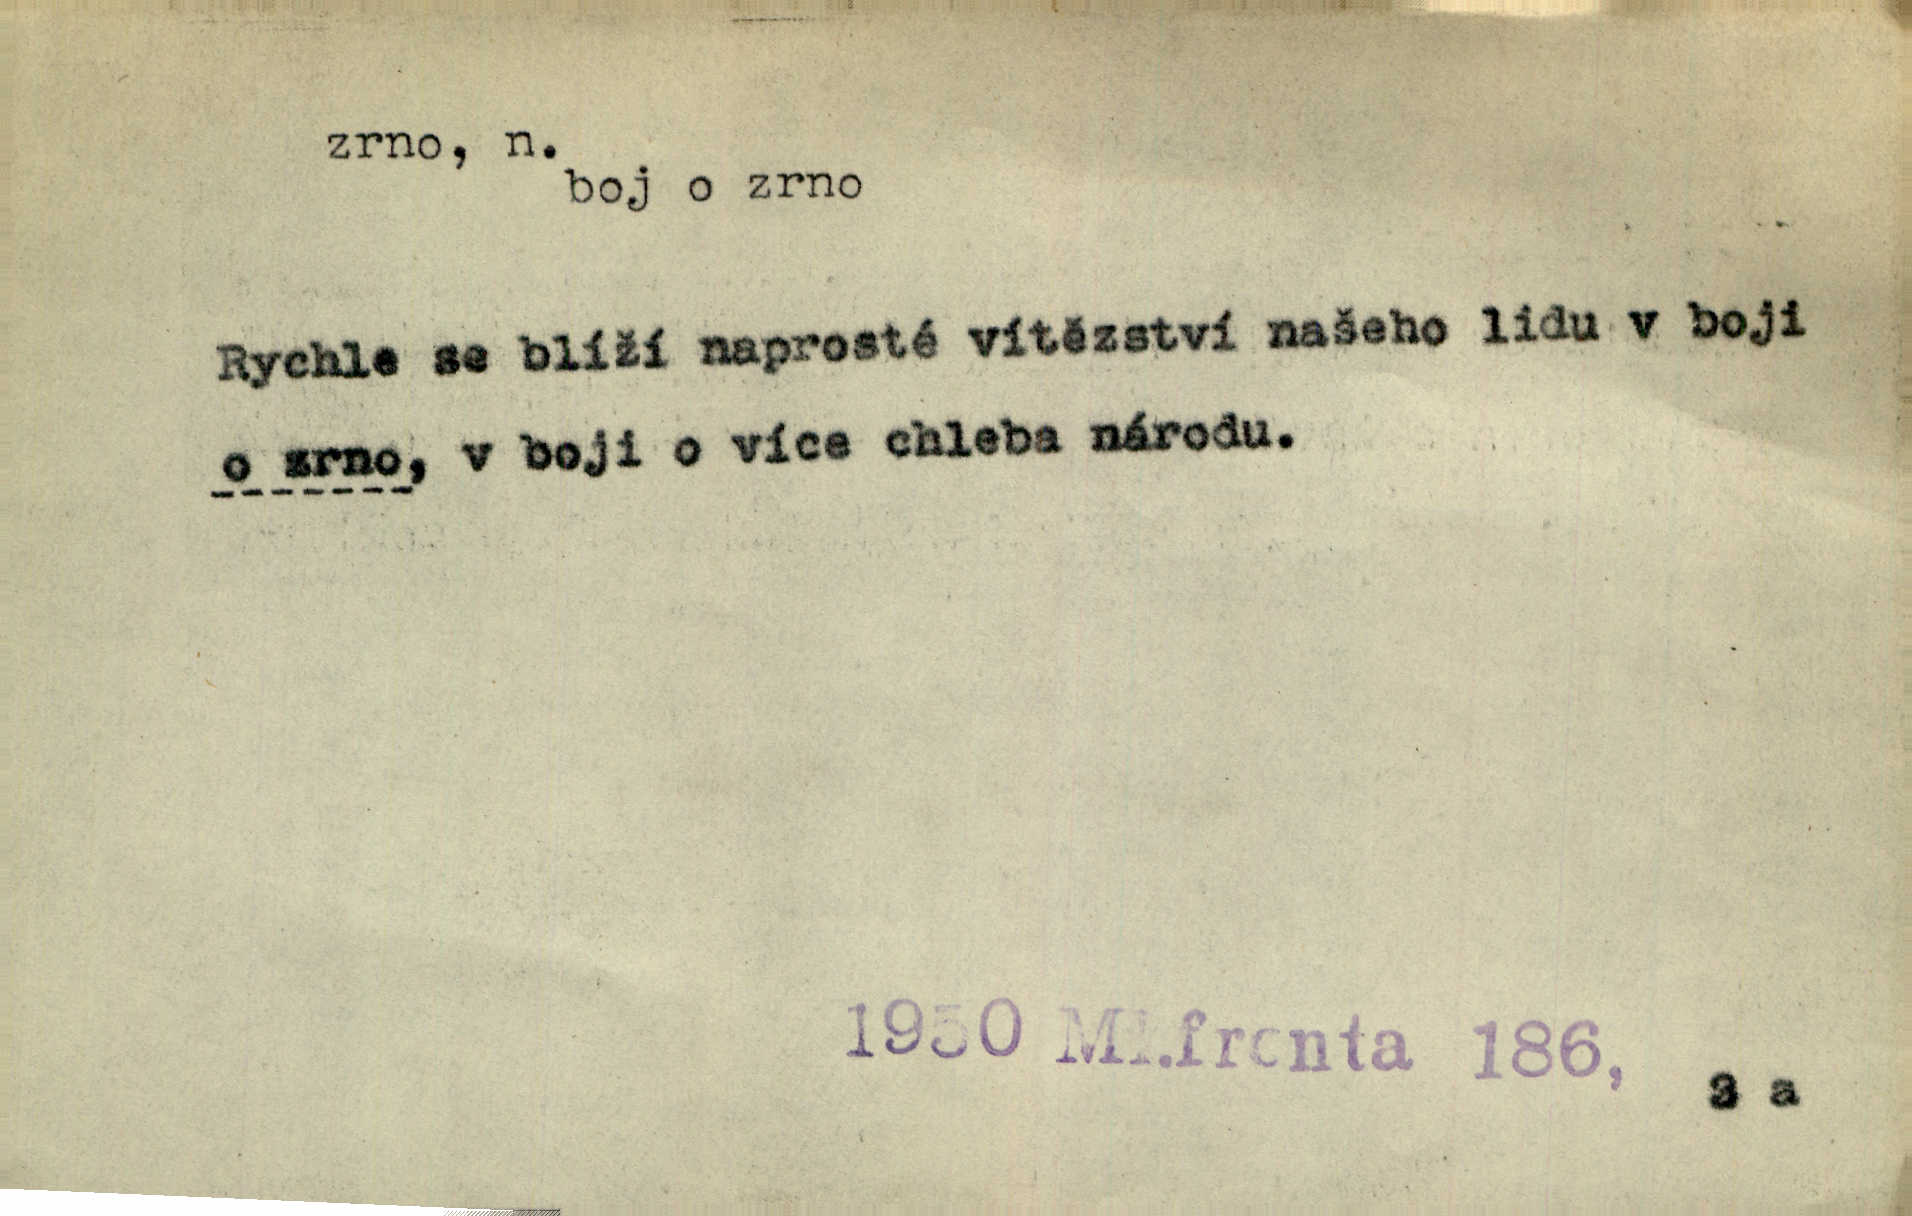 zrno, n.
boj o zrno
Rychle se blíží naprosté vítězství našeho lidu v boji
o zrno, v boji o více chleba národu.
1950 Ml.fronta 186,
3 a